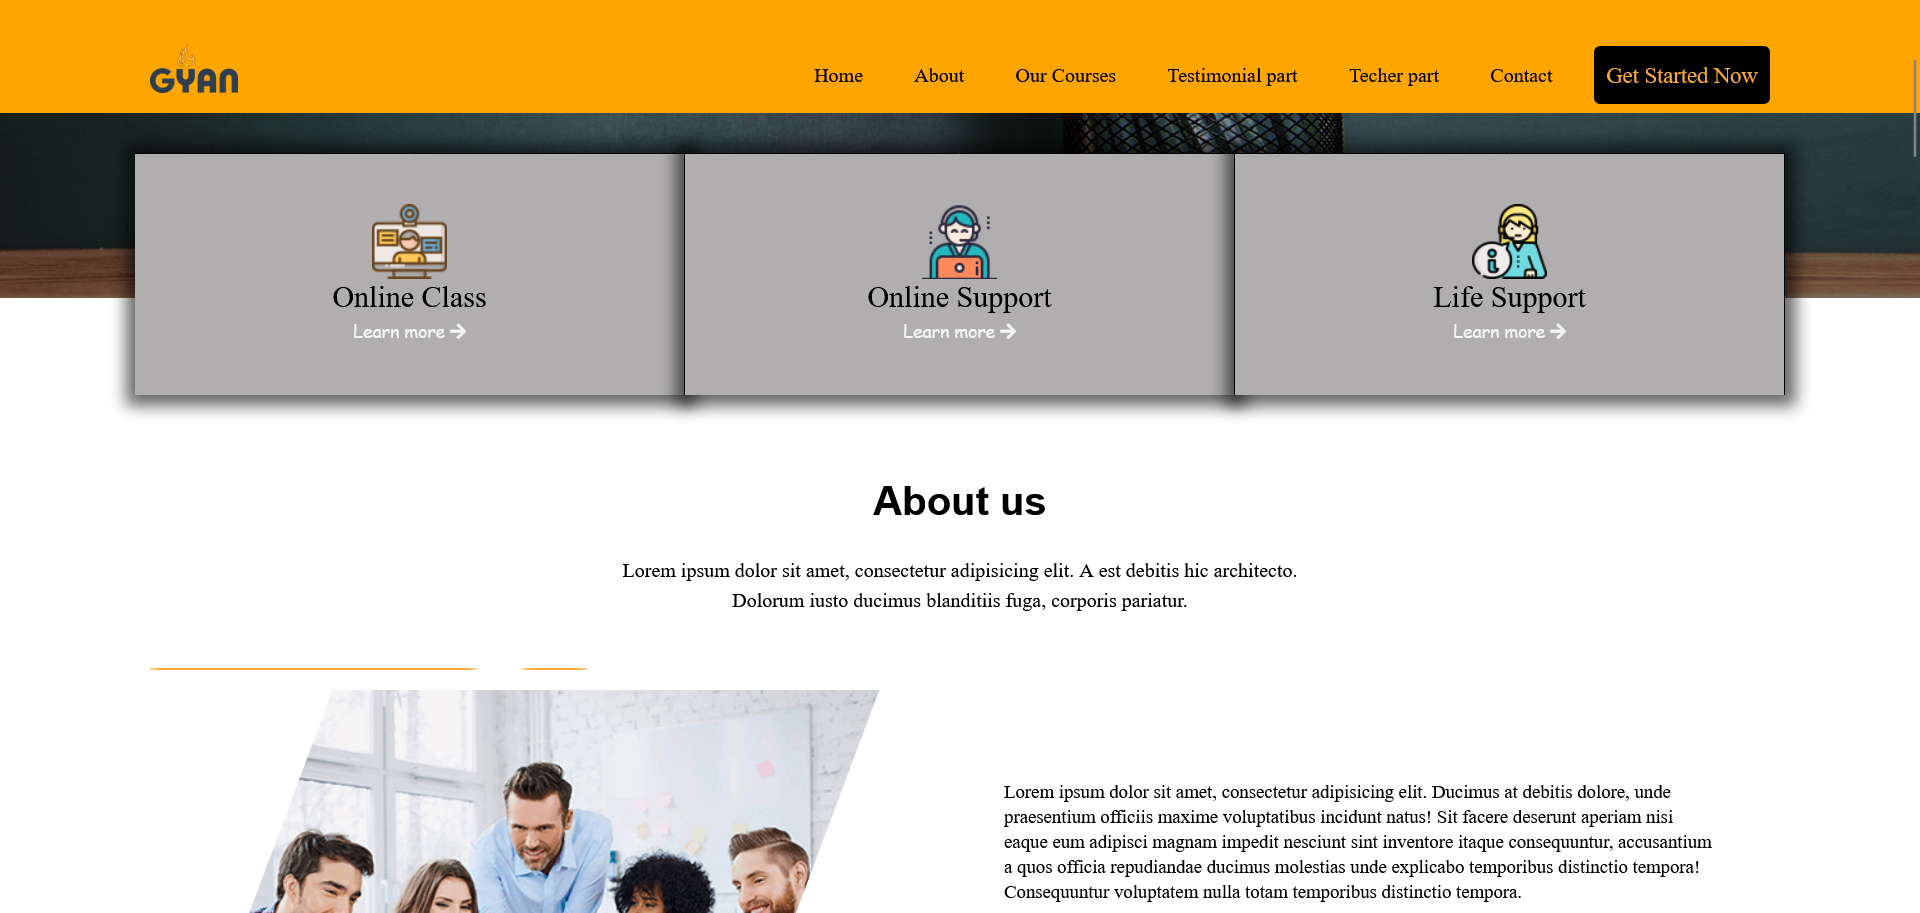 GYAN
Home About Our Courses Testimonial part Techer part Contact Get Started Now
Online Class
Learn more
Online Support
Learn more
Life Support
Learn more
About us
Lorem ipsum dolor sit amet, consectetur adipisicing elit. A est debitis hic architecto.
Dolorum iusto ducimus blanditiis fuga, corporis pariatur.
Lorem ipsum dolor sit amet, consectetur adipisicing elit. Ducimus at debitis dolore, unde
praesentium officiis maxime voluptatibus incidunt natus! Sit facere deserunt aperiam nisi
eaque eum adipisci magnam impedit nesciunt sint inventore itaque consequuntur, accusantium
a quos officia repudiandae ducimus molestias unde explicabo temporibus distinctio tempora!
Consequuntur voluptatem nulla totam temporibus distinctio tempora.